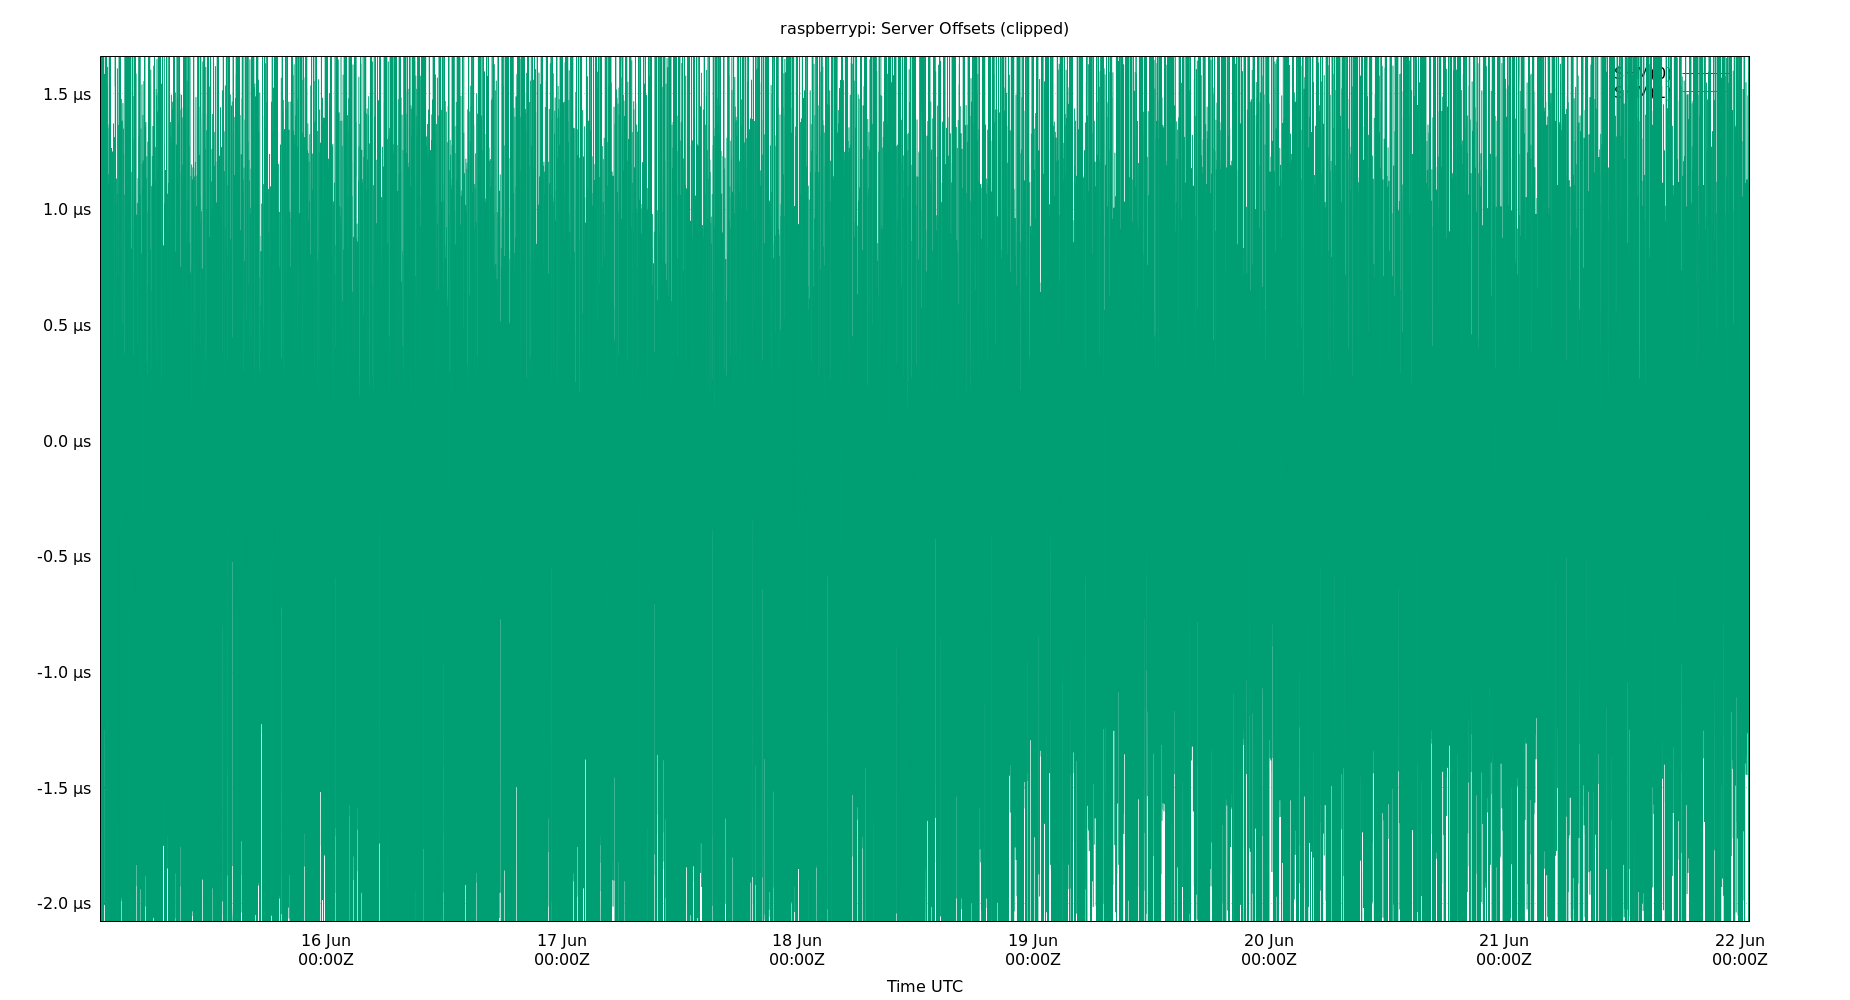 raspberrypi: Server Offsets (clipped)
1.5 µs
1.0 µs
0.5 µs
0.0 µs
-0.5 µs
-1.0 µs
-1.5 µs
-2.0 µs
16 Jun 17 Jun 18 Jun 19 Jun 20 Jun 21 Jun 22 Jun
00:00Z 00:00Z 00:00Z 00:00Z 00:00Z 00:00Z 00:00Z
Time UTC